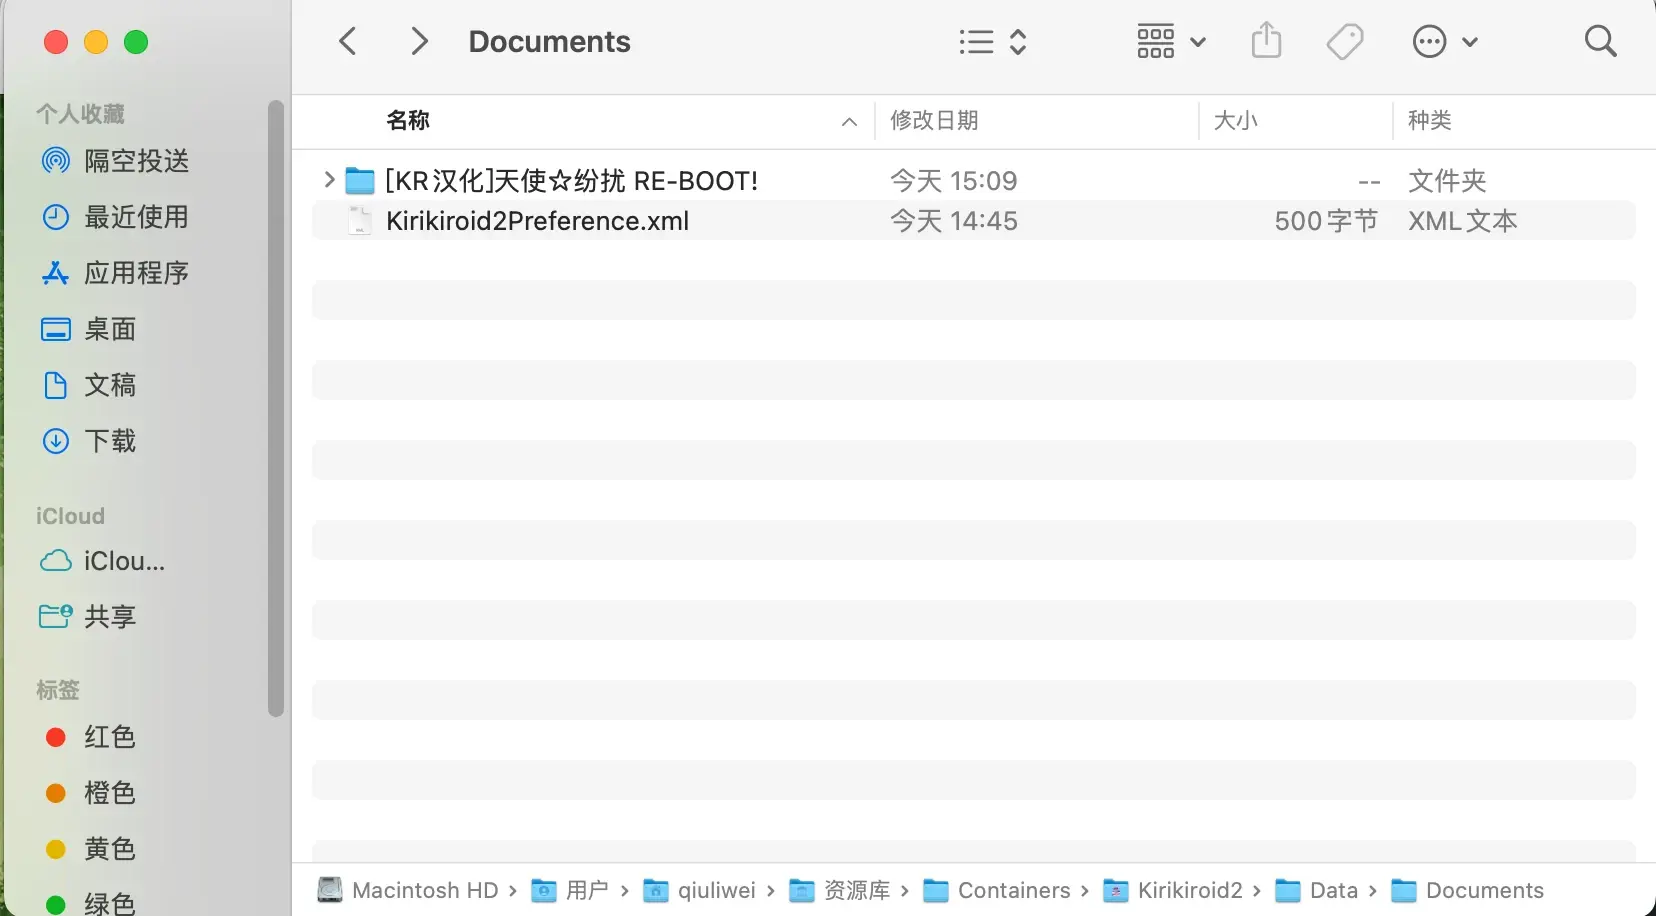 Documents
个人收藏
隔空投送
最近使用
应用程序
桌面
文稿
下载
iCloud
iClou...
共享
标签
红色
橙色
黄色
绿色
名称 修改日期 大小 种类
[KR汉化]天使☆纷扰 RE-BOOT! 今天 15:09 -- 文件夹
Kirikiroid2Preference.xml 今天 14:45 500字节 XML文本
Macintosh HD › 用户 › qiuliwei › 资源库 › Containers › Kirikiroid2 › Data › Documents